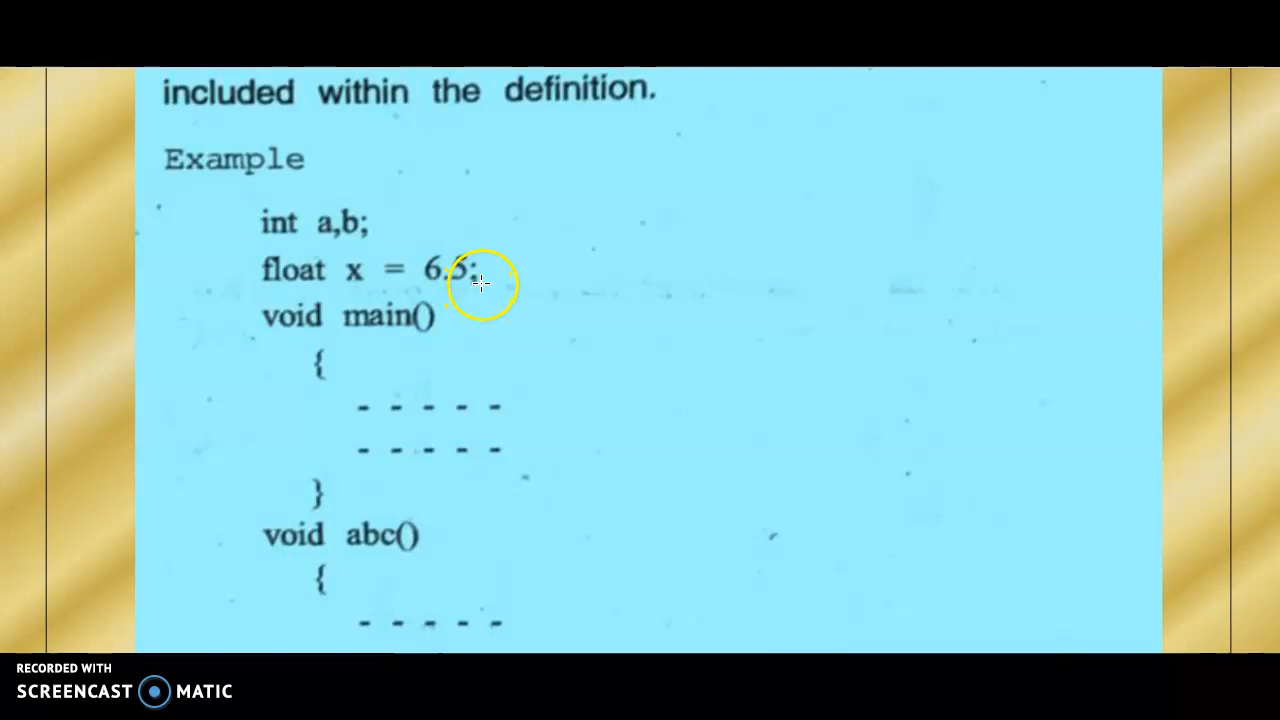 included within the definition.
Example
int a,b;
float x = 6.5;
void main()
{
- - - - -
- - - - -
}
void abc()
{
- - - - -
RECORDED WITH
SCREENCAST MATIC